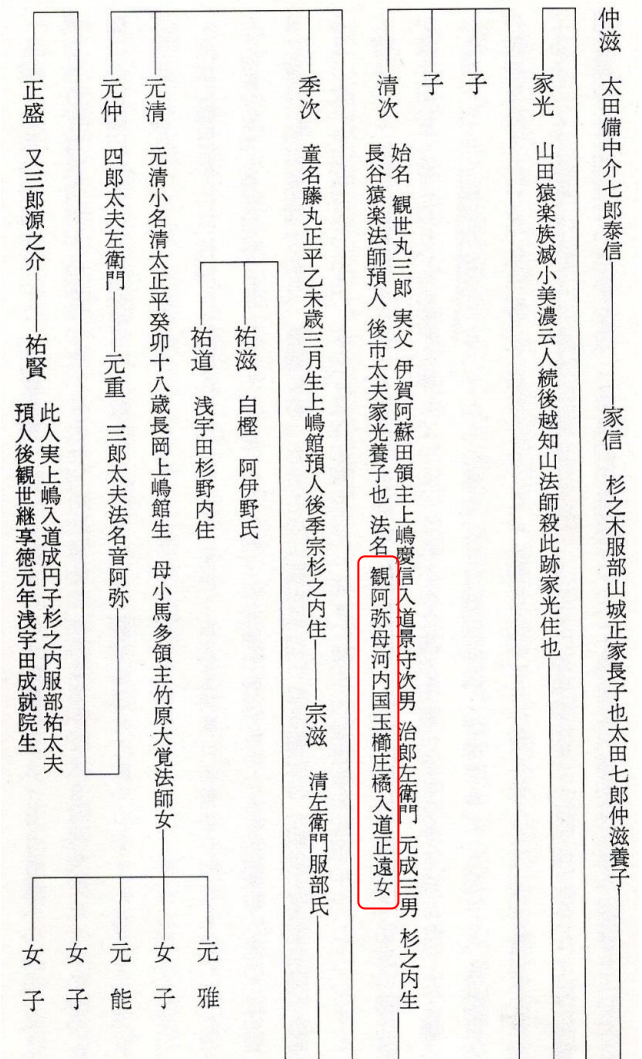 仲滋　太田備中介七郎泰信
家信　杉之木服部山城正家長子也太田七郎仲滋養子
家光　山田猿楽族滅小美濃云人続後越知山法師殺此跡家光住也
子
子
清次
始名　観世丸三郎　実父　伊賀阿蘇田領主上嶋慶信入道景守次男　治郎左衛門　元成三男　杉之内生
長谷猿楽法師預人　後市太夫家光養子也　法名　観阿弥母河内国玉櫛庄橘入道正遠女
季次　童名藤丸正平乙未歳三月生上嶋館預人後季宗杉之内住
宗滋　清左衛門服部氏
祐滋　白樫　阿伊野氏
祐道　浅宇田杉野内住
元清　元清小名清太正平癸卯十八歳長岡上嶋館生　母小馬多領主竹原大覚法師女
元雅
女子
元能
女子
女子
元仲　四郎太夫左衛門
元重　三郎太夫法名音阿弥
正盛　又三郎源之介
祐賢
此人実上嶋入道成円子杉之内服部祐太夫
預人後観世継享徳元年浅宇田成就院生